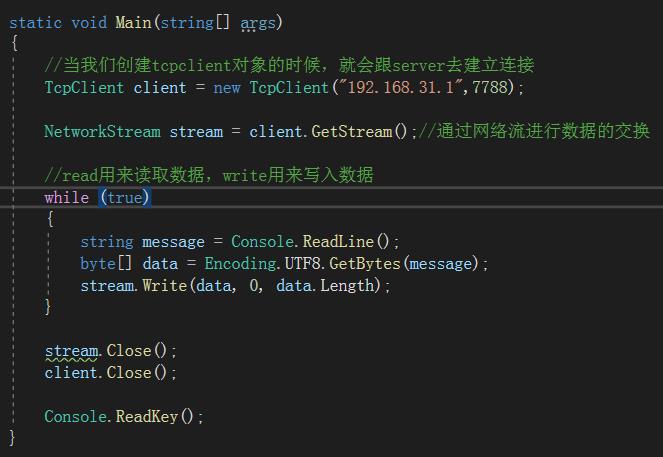 static void Main(string[] args)
{
//当我们创建tcpclient对象的时候，就会跟server去建立连接
TcpClient client = new TcpClient("192.168.31.1",7788);
NetworkStream stream = client.GetStream();//通过网络流进行数据的交换
//read用来读取数据，write用来写入数据
while (true)
{
string message = Console.ReadLine();
byte[] data = Encoding.UTF8.GetBytes(message);
stream.Write(data, 0, data.Length);
}
stream.Close();
client.Close();
Console.ReadKey();
}